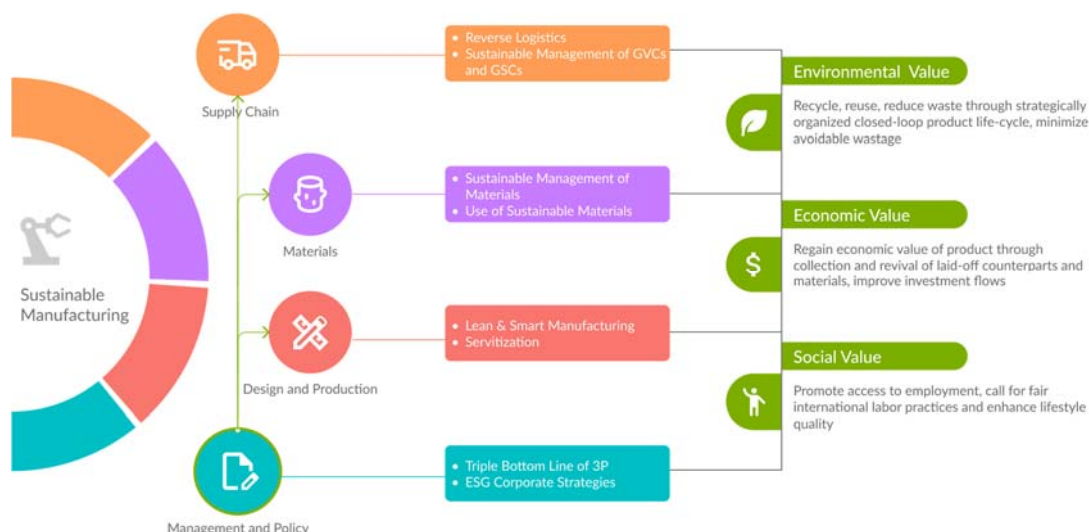 Sustainable
Manufacturing
Supply Chain
Materials
Design and Production
Management and Policy
• Reverse Logistics
• Sustainable Management of GVCs
and GSCs
• Sustainable Management of
Materials
• Use of Sustainable Materials
• Lean & Smart Manufacturing
• Servitization
• Triple Bottom Line of 3P
• ESG Corporate Strategies
Environmental Value
Recycle, reuse, reduce waste through strategically
organized closed-loop product life-cycle, minimize
avoidable wastage
Economic Value
$
Regain economic value of product through
collection and revival of laid-off counterparts and
materials, improve investment flows
Social Value
Promote access to employment, call for fair
international labor practices and enhance lifestyle
quality